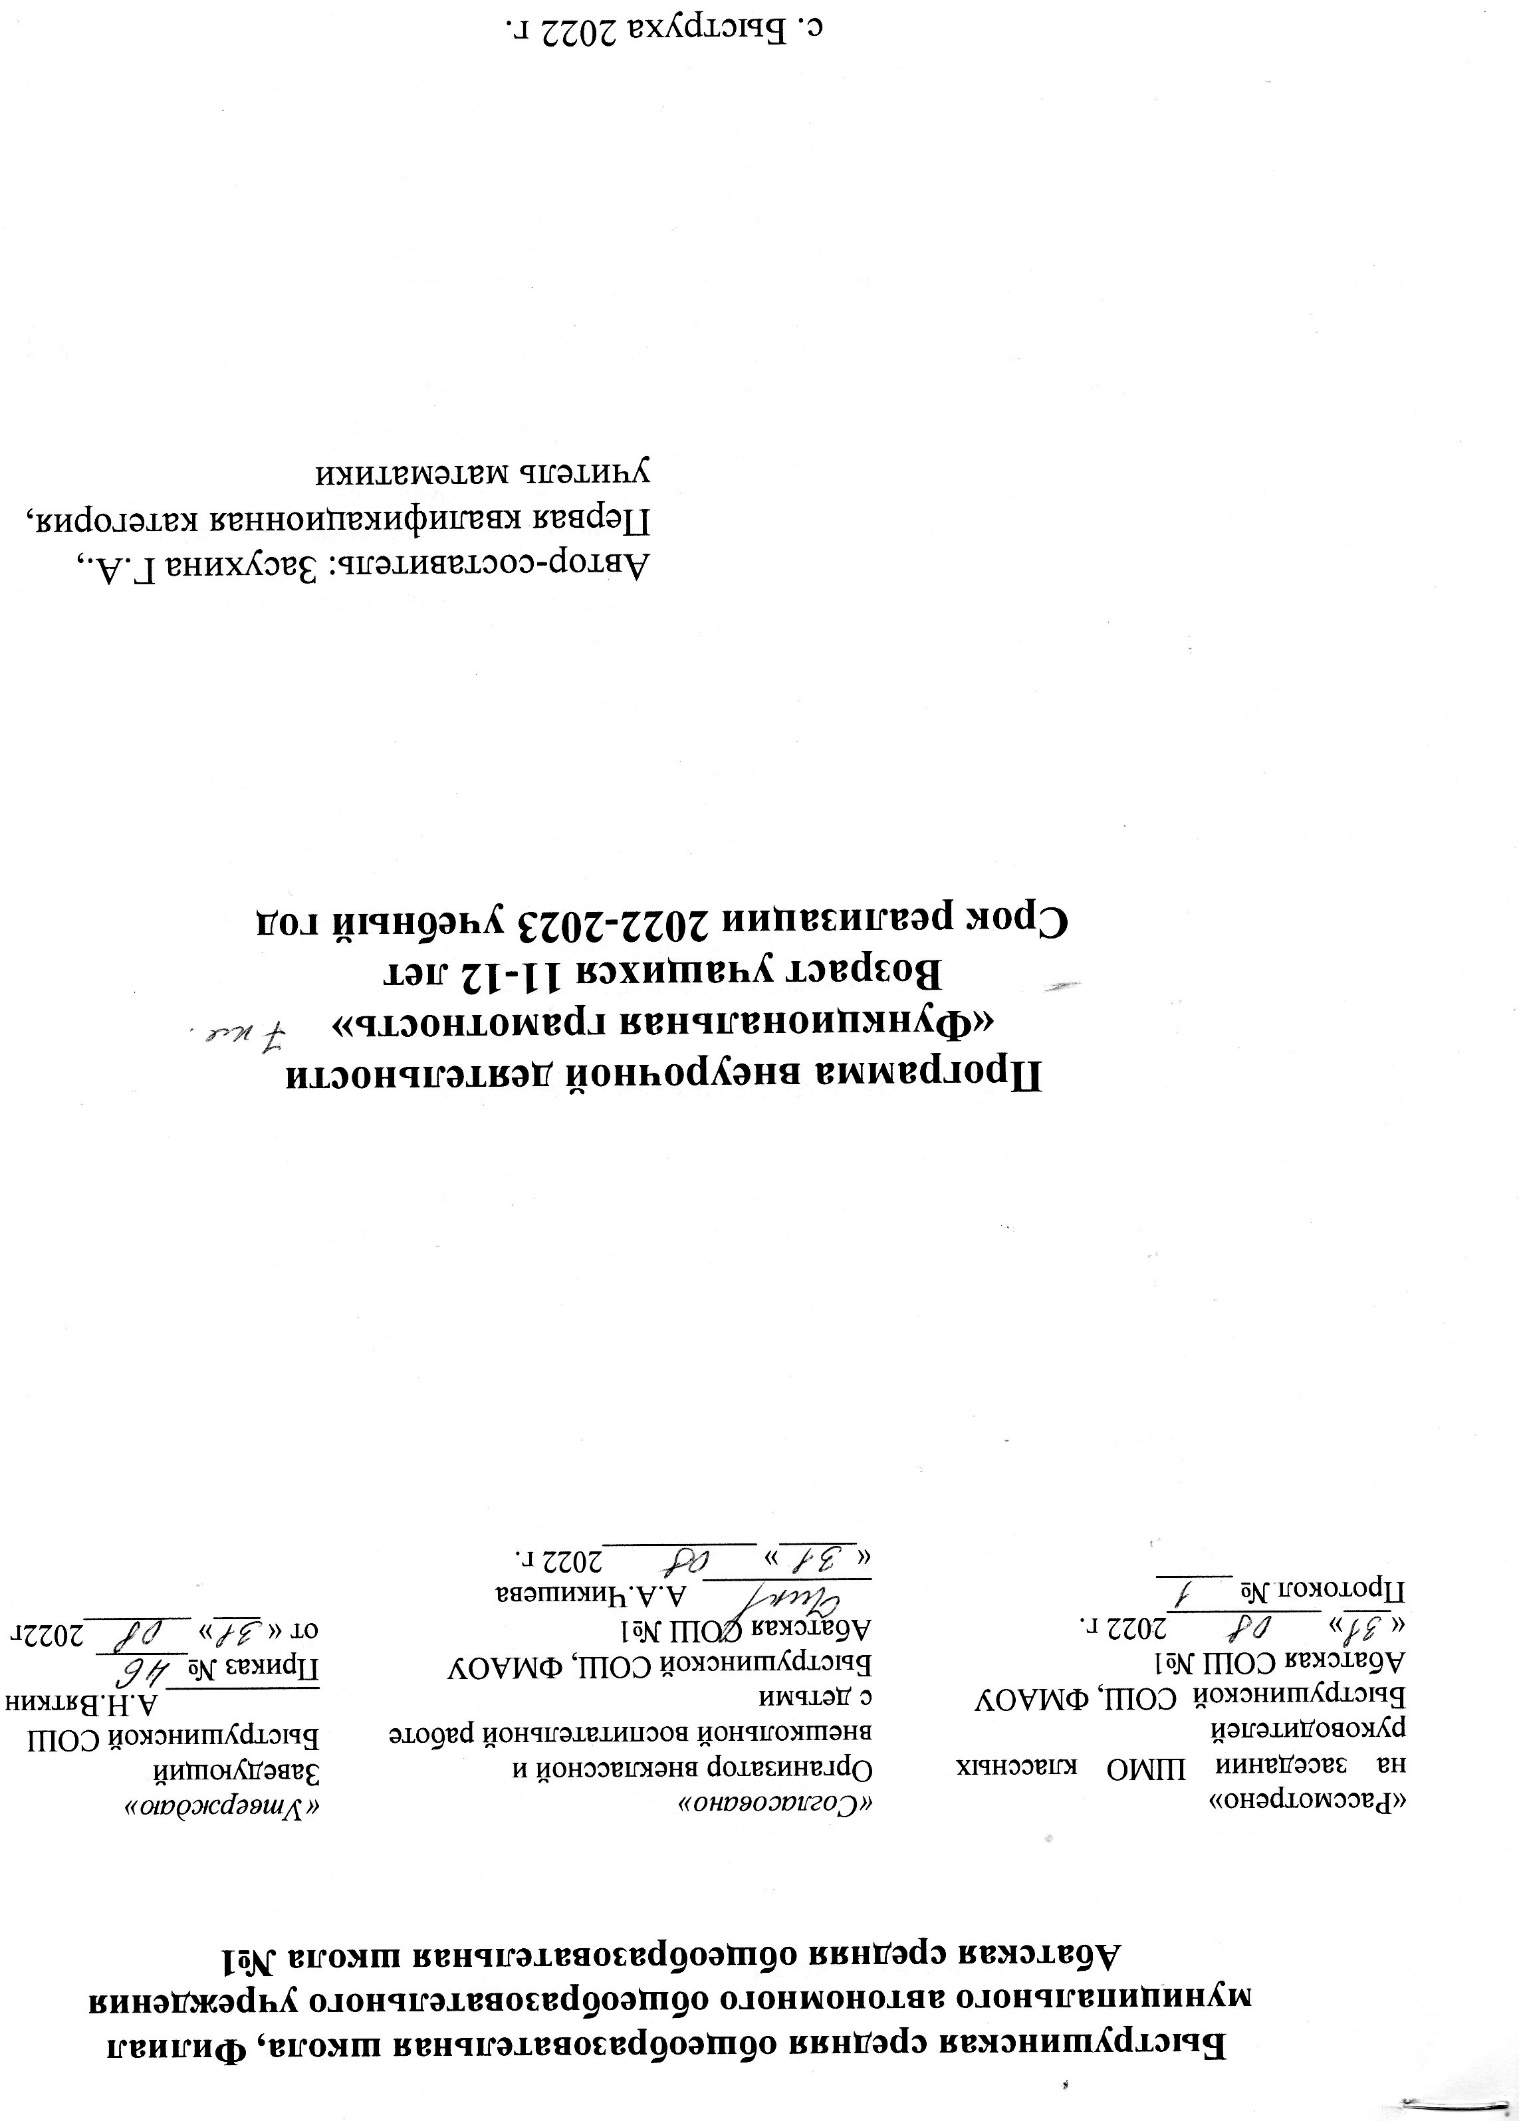 Быструшинская средняя общеобразовательная школа, Филиал
муниципального автономного общеобразовательного учреждения
Абатская средняя общеобразовательная школа №1
«Рассмотрено»
на заседании ШМО классных
руководителей
Быструшинской СОШ, ФМАОУ
Абатская СОШ №1
« 31» 08 2022 г.
Протокол № 1
«Согласовано»
Организатор внеклассной и
внешкольной воспитательной работе
с детьми
Быструшинской СОШ, ФМАОУ
Абатская СОШ №1
А.А.Чикишева
« 31 » 08 2022 г.
«Утверждаю»
Заведующий
Быструшинской СОШ
А.Н.Вяткин
Приказ № 46
от « 31» 08 2022г
Программа внеурочной деятельности
«Функциональная грамотность» 7 кл.
Возраст учащихся 11-12 лет
Срок реализации 2022-2023 учебный год
Автор-составитель: Засухина Г.А.,
Первая квалификационная категория,
учитель математики
с. Быструха 2022 г.